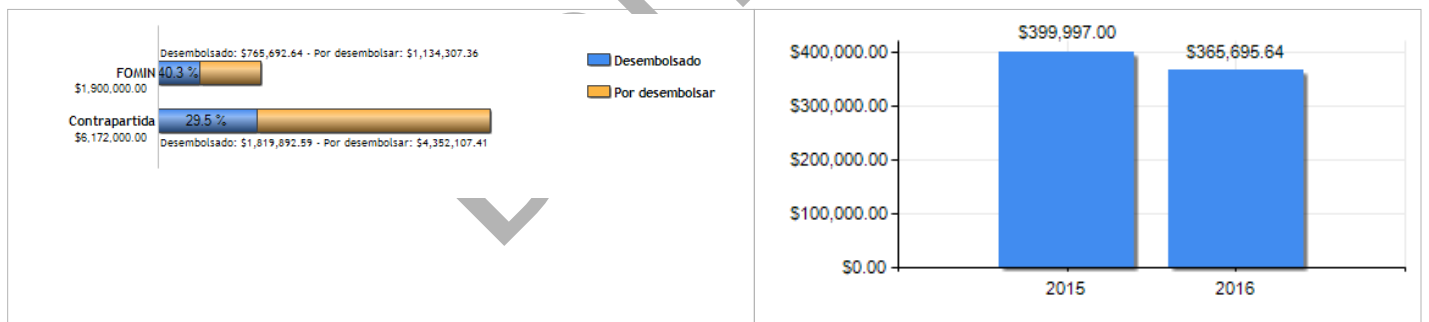 Desembolsado: $765,692.64 - Por desembolsar: $1,134,307.36
FOMIN 40.3 %
$1,900,000.00
Contrapartida 29.5 %
$6,172,000.00
Desembolsado: $1,819,892.59 - Por desembolsar: $4,352,107.41
Desembolsado
Por desembolsar
$399,997.00
$365,695.64
$400,000.00
$300,000.00
$200,000.00
$100,000.00
$0.00
2015 2016